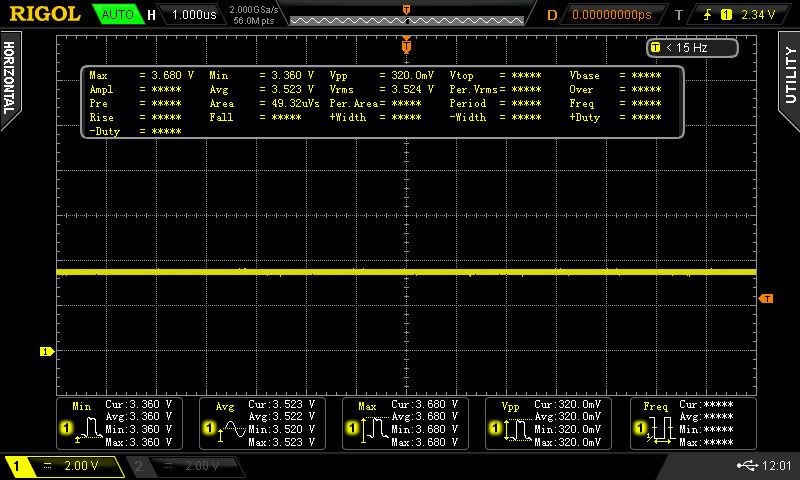 RIGOL AUTO H 1.000us 2.000GSa/s D 0.00000000ps T 1 2.34 V
56.0M pts
T
T < 15 Hz
HORIZONTAL
UTILITY
Max = 3.680 V Min = 3.360 V Vpp = 320.0mV Vtop = ***** Vbase = *****
Ampl = ***** Avg = 3.523 V Vrms = 3.524 V Per.Vrms= ***** Over = *****
Pre = ***** Area = 49.32uVs Per.Area= ***** Period = ***** Freq = *****
Rise = ***** Fall = ***** +Width = ***** -Width = ***** +Duty = *****
-Duty = *****
T
1
Min Cur:3.360 V
Avg:3.360 V
1 Min:3.360 V
Max:3.360 V
Avg Cur:3.523 V
Avg:3.522 V
1 Min:3.520 V
Max:3.523 V
Max Cur:3.680 V
Avg:3.680 V
1 Min:3.680 V
Max:3.680 V
Vpp Cur:320.0mV
Avg:320.0mV
1 Min:320.0mV
Max:320.0mV
Freq Cur:*****
Avg:*****
1 Min:*****
Max:*****
1 2.00 V 2 2.00 V 12:01